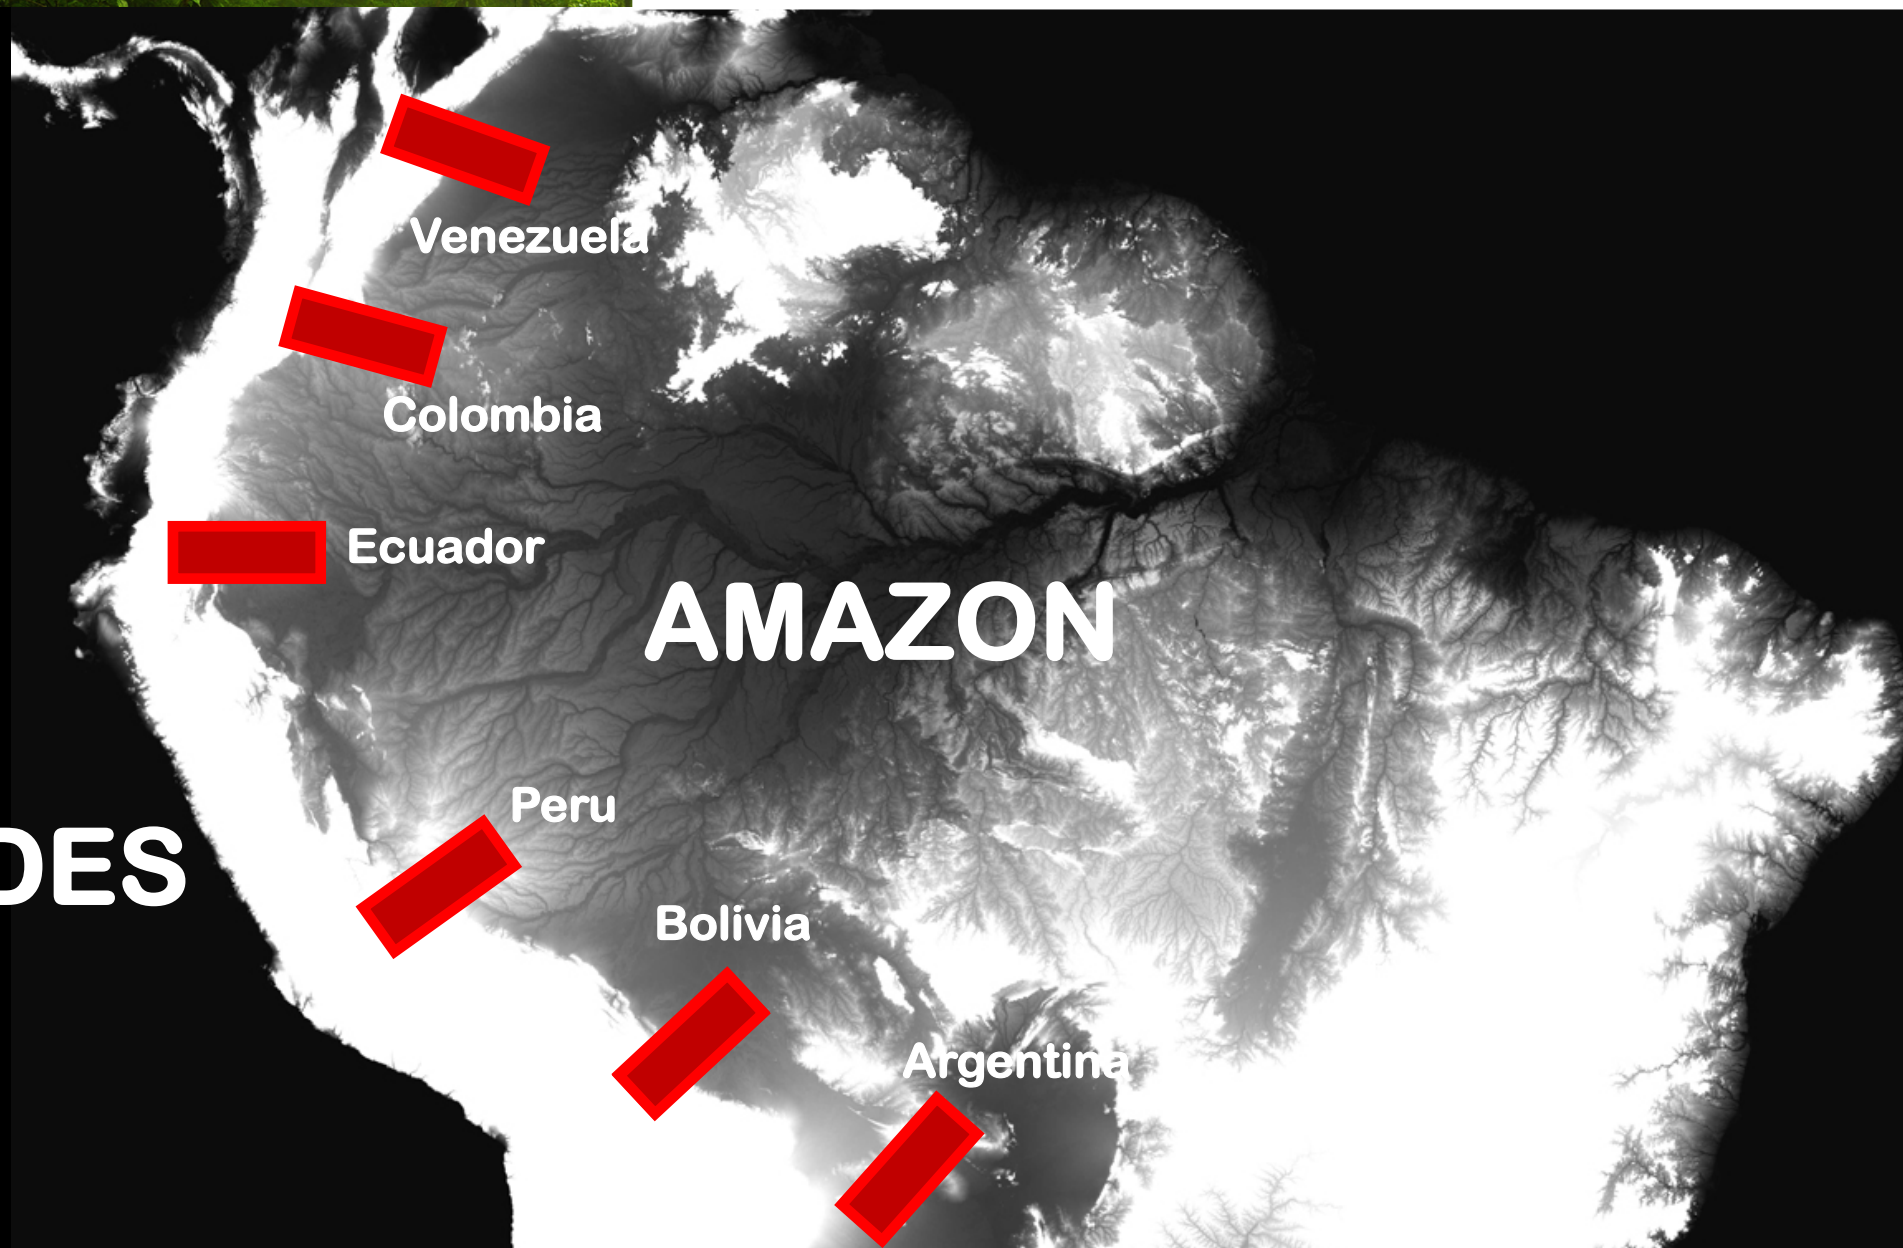 Venezuela
Colombia
Ecuador
AMAZON
Peru
DES
Bolivia
Argentina